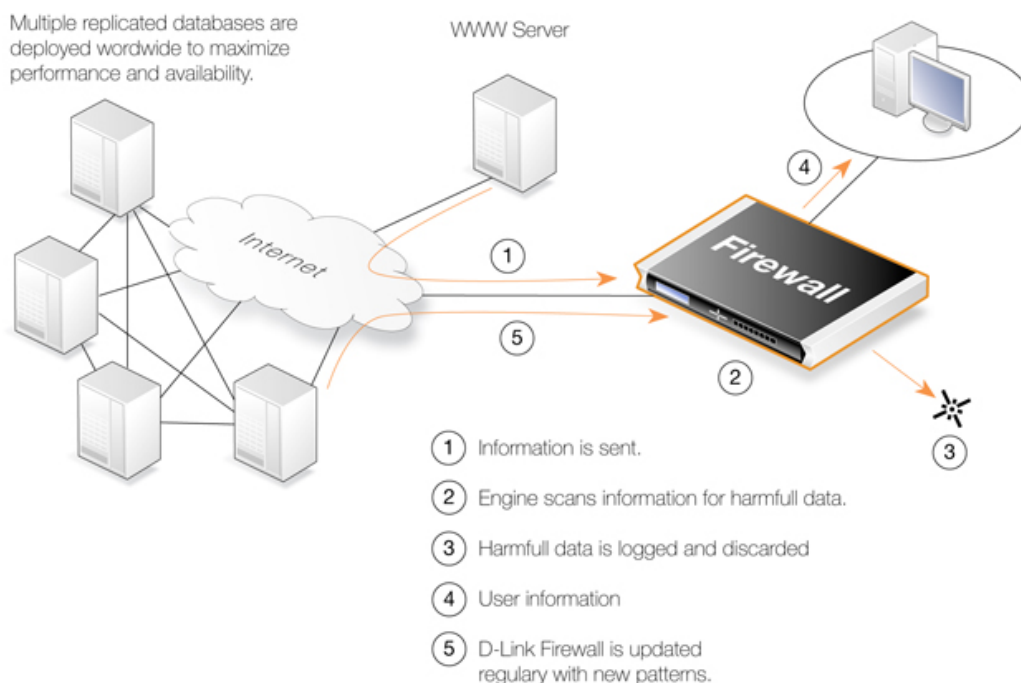 Multiple replicated databases are
deployed wordwide to maximize
performance and availability.
WWW Server
Internet
Firewall
4
1
5
2
3
1 Information is sent.
2 Engine scans information for harmfull data.
3 Harmfull data is logged and discarded
4 User information
5 D-Link Firewall is updated
regulary with new patterns.